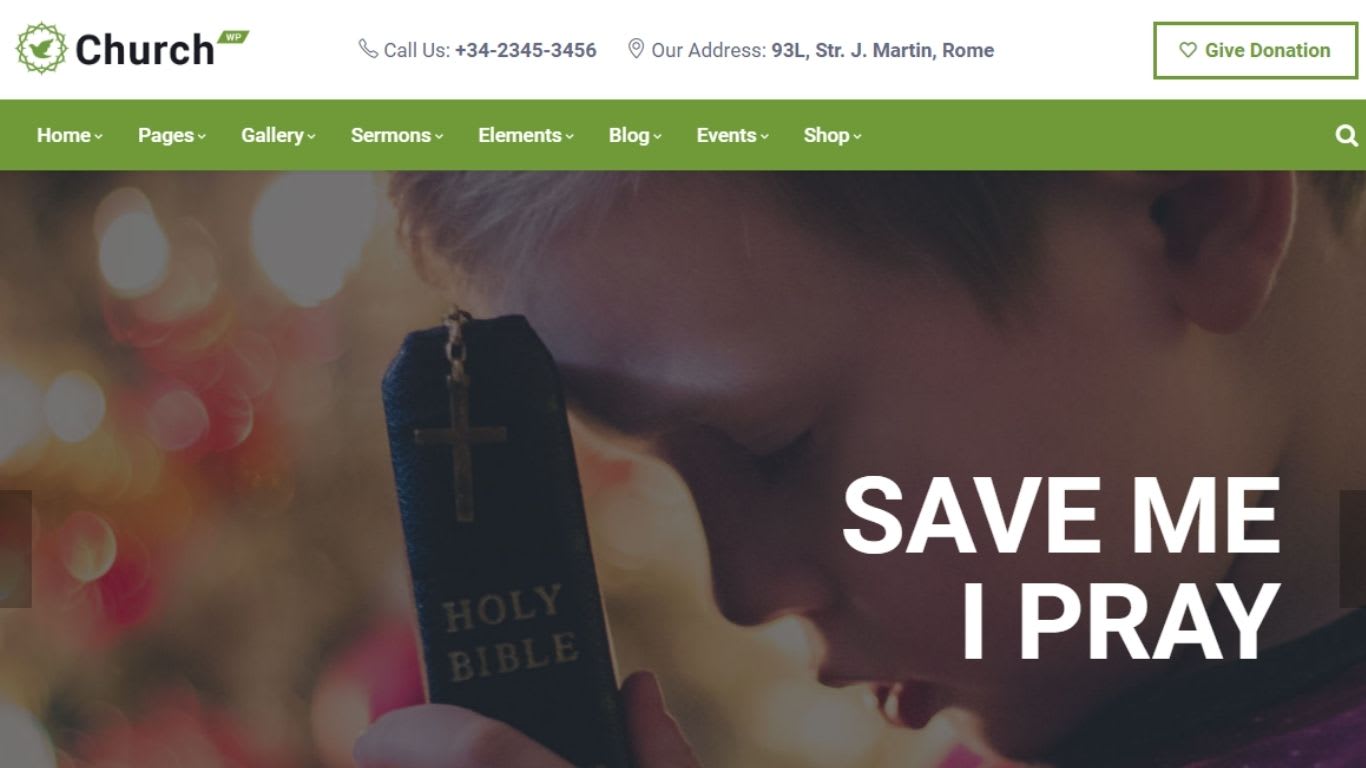 Church WP
Call Us: +34-2345-3456
Our Address: 93L, Str. J. Martin, Rome
Give Donation
Home Pages Gallery Sermons Elements Blog Events Shop
HOLY
BIBLE
SAVE ME
I PRAY